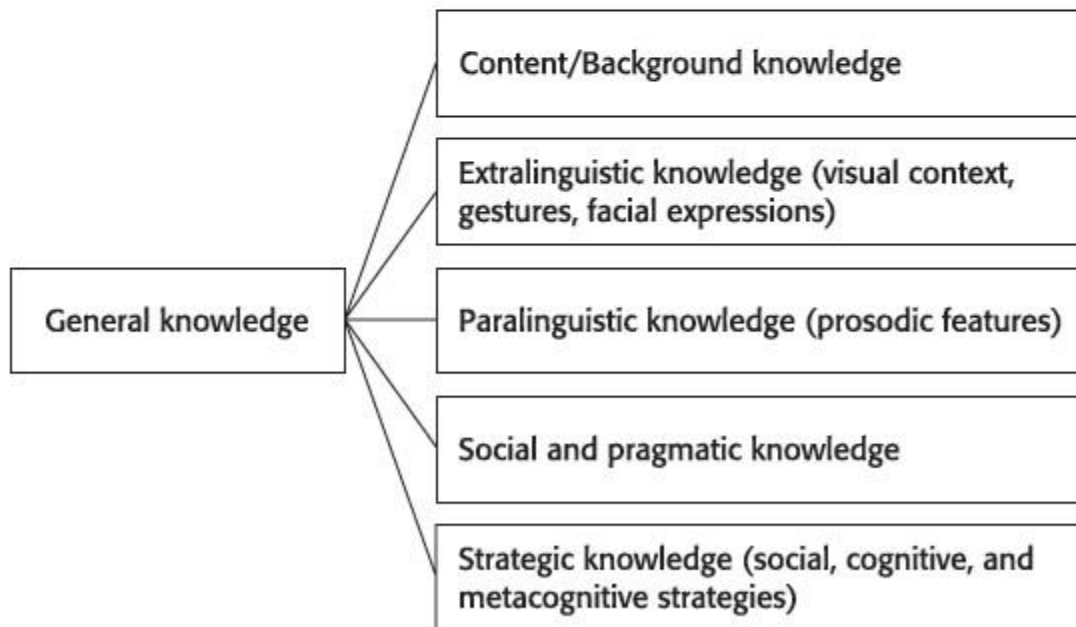 Content/Background knowledge
Extralinguistic knowledge (visual context,
gestures, facial expressions)
General knowledge
Paralinguistic knowledge (prosodic features)
Social and pragmatic knowledge
Strategic knowledge (social, cognitive, and
metacognitive strategies)